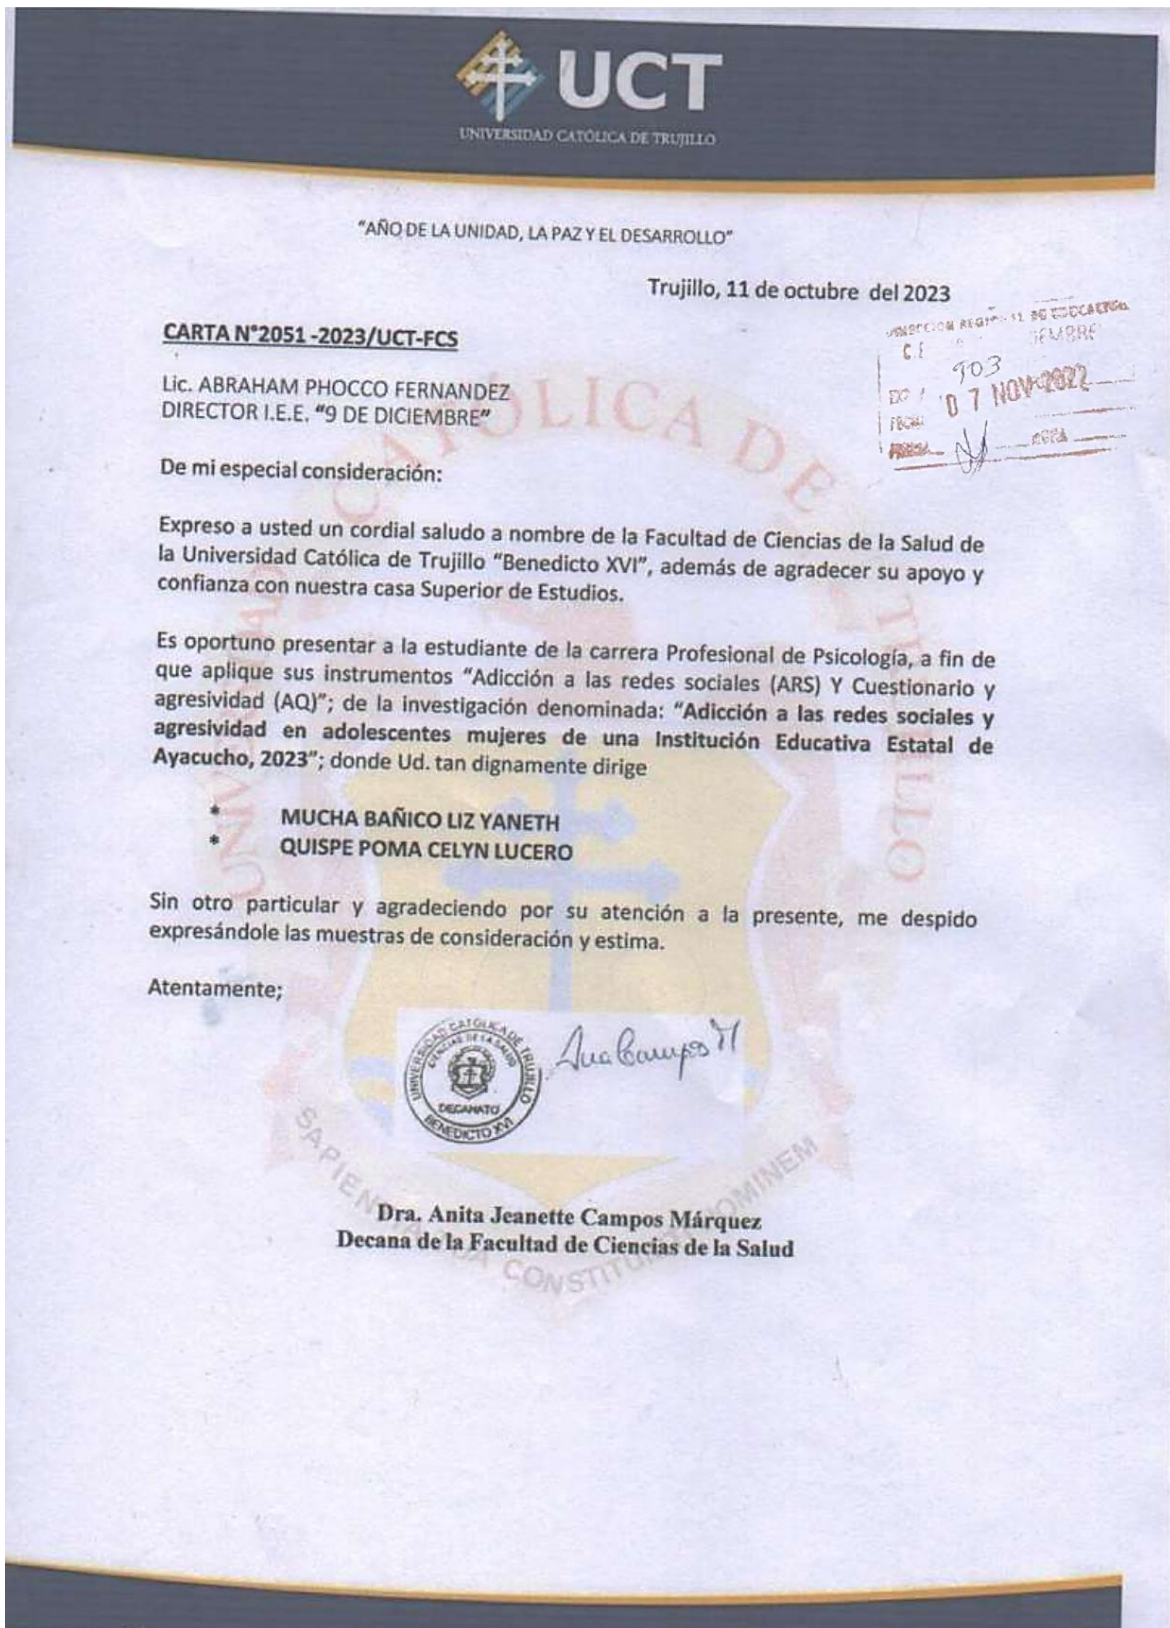 UCT
UNIVERSIDAD CATÓLICA DE TRUJILLO
"AÑO DE LA UNIDAD, LA PAZ Y EL DESARROLLO"
Trujillo, 11 de octubre del 2023
CARTA N°2051 -2023/UCT-FCS
903
07 NOV 2022
Lic. ABRAHAM PHOCCO FERNANDEZ
DIRECTOR I.E.E. "9 DE DICIEMBRE"
De mi especial consideración:
Expreso a usted un cordial saludo a nombre de la Facultad de Ciencias de la Salud de
la Universidad Católica de Trujillo "Benedicto XVI", además de agradecer su apoyo y
confianza con nuestra casa Superior de Estudios.
Es oportuno presentar a la estudiante de la carrera Profesional de Psicología, a fin de
que aplique sus instrumentos "Adicción a las redes sociales (ARS) Y Cuestionario y
agresividad (AQ)"; de la investigación denominada: "Adicción a las redes sociales y
agresividad en adolescentes mujeres de una Institución Educativa Estatal de
Ayacucho, 2023"; donde Ud. tan dignamente dirige
* MUCHA BAÑICO LIZ YANETH
* QUISPE POMA CELYN LUCERO
Sin otro particular y agradeciendo por su atención a la presente, me despido
expresándole las muestras de consideración y estima.
Atentamente;
UNIVERSIDAD CATOLICA DE TRUJILLO
CIENCIAS DE LA SALUD
DECANATO
BENEDICTO XVI
Ana Campos M
Dra. Anita Jeanette Campos Márquez
Decana de la Facultad de Ciencias de la Salud